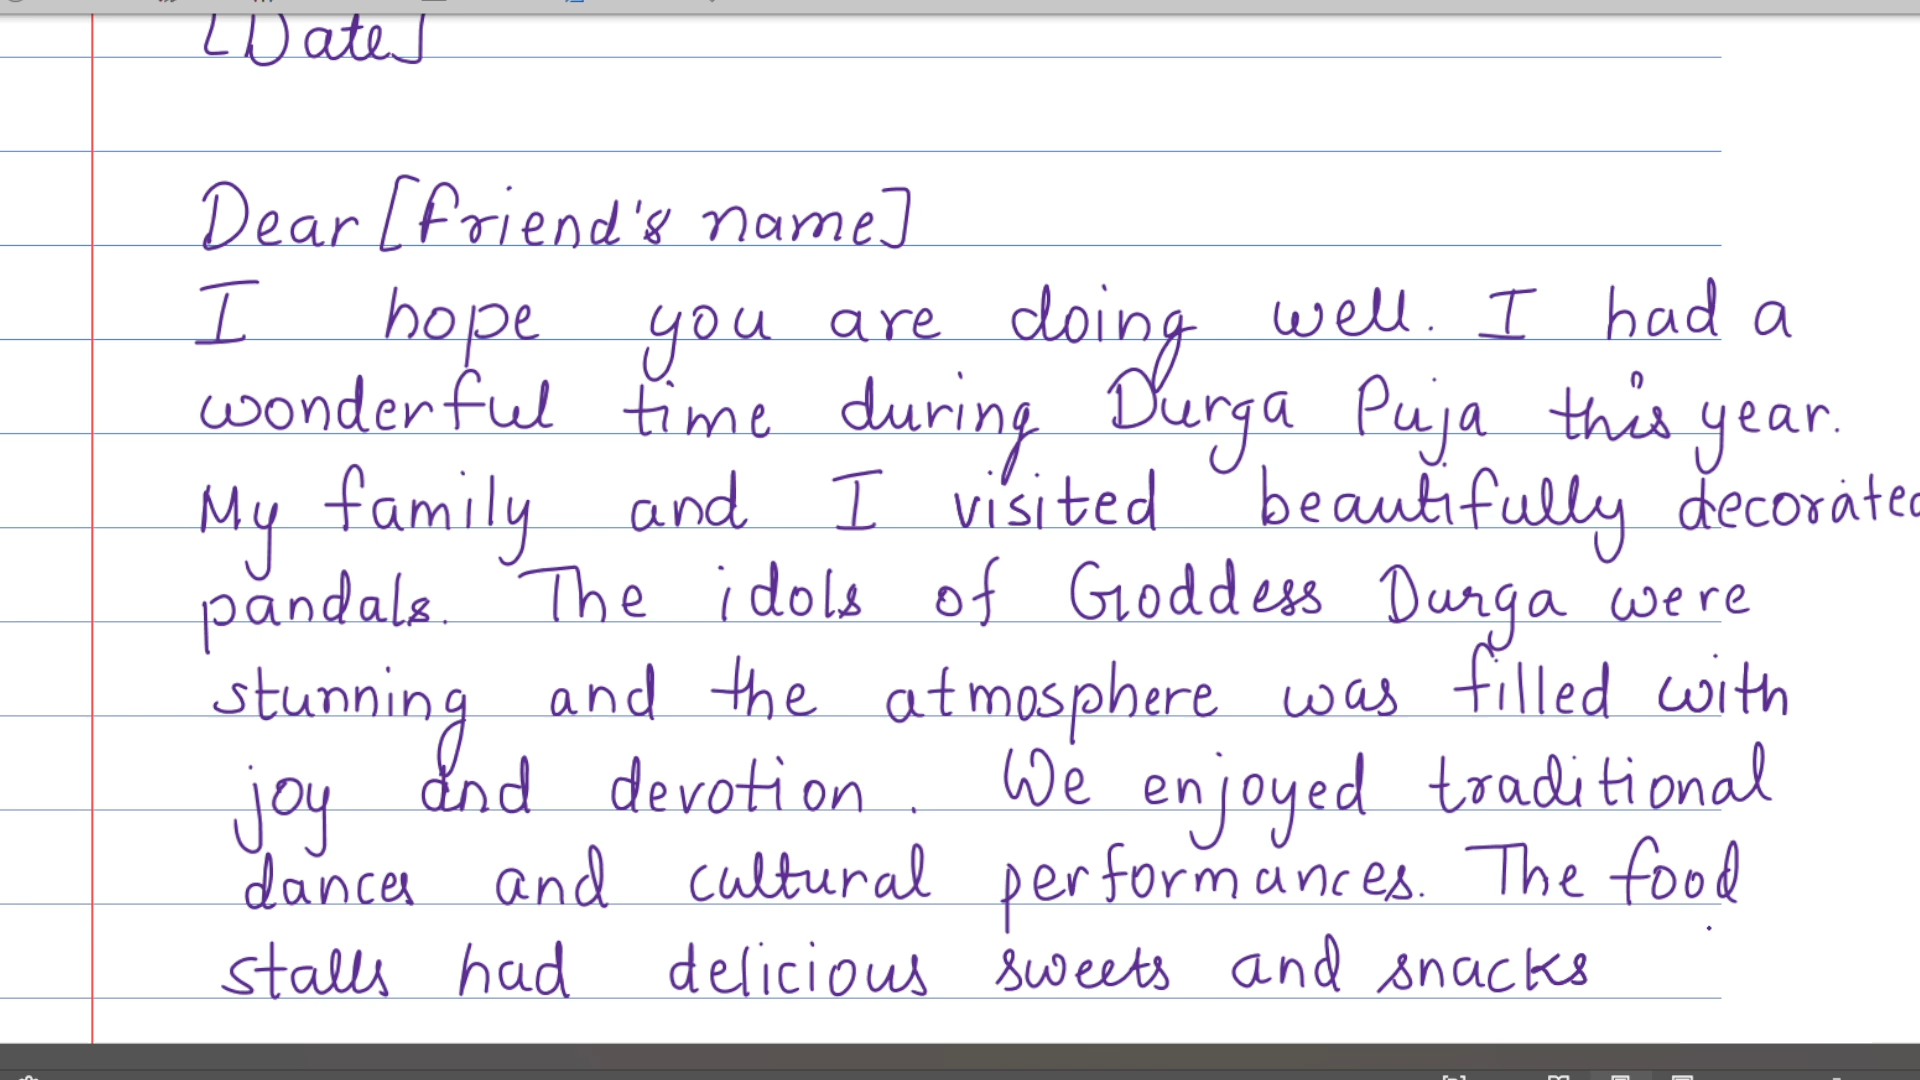 [Date]
Dear [friend's name]
I hope you are doing well. I had a
wonderful time during Durga Puja this year.
My family and I visited beautifully decorated
pandals. The idols of Goddess Durga were
stunning and the atmosphere was filled with
joy and devotion. We enjoyed traditional
dances and cultural performances. The food
stalls had delicious sweets and snacks